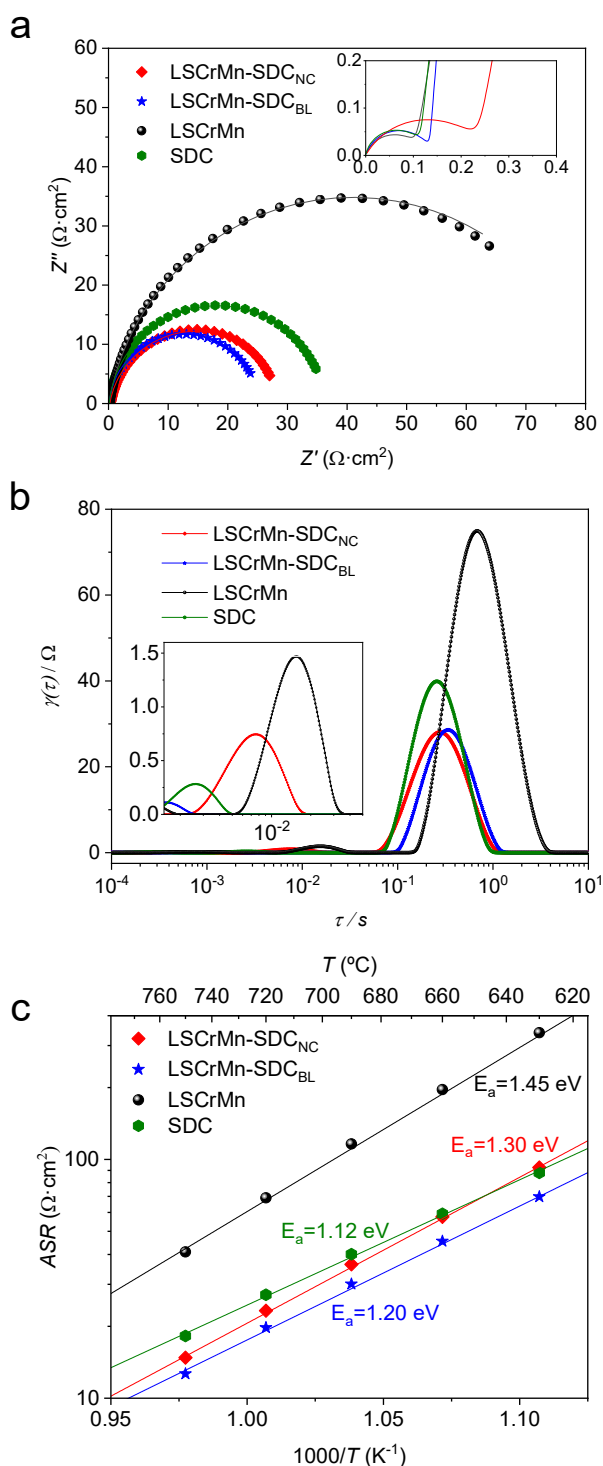 a
60
50
40
30
20
10
0
Z″ (Ω·cm²)
LSCrMn-SDC_NC
LSCrMn-SDC_BL
LSCrMn
SDC
0.2
0.1
0.0
0.0 0.1 0.2 0.3 0.4
0 10 20 30 40 50 60 70 80
Z′ (Ω·cm²)
b
80
60
40
20
0
γ(τ) / Ω
LSCrMn-SDC_NC
LSCrMn-SDC_BL
LSCrMn
SDC
1.5
1.0
0.75
0.25
0.0
10⁻²
10⁻⁴ 10⁻³ 10⁻² 10⁻¹ 10⁰ 10¹
τ / s
T (ºC)
760 740 720 700 680 660 640 620
c
LSCrMn-SDC_NC
LSCrMn-SDC_BL
LSCrMn
SDC
E_a=1.45 eV
E_a=1.30 eV
E_a=1.12 eV
E_a=1.20 eV
100
10
ASR (Ω·cm²)
0.95 1.00 1.05 1.10
1000/T (K⁻¹)